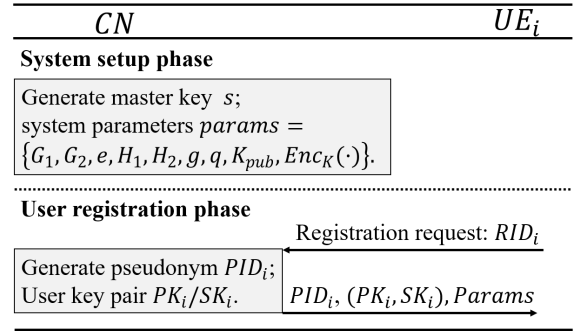 CN UE_i
System setup phase
Generate master key s;
system parameters params =
{G_1, G_2, e, H_1, H_2, g, q, K_pub, Enc_K(·)}.
User registration phase
Registration request: RID_i
Generate pseudonym PID_i;
User key pair PK_i/SK_i.
PID_i, (PK_i, SK_i), Params